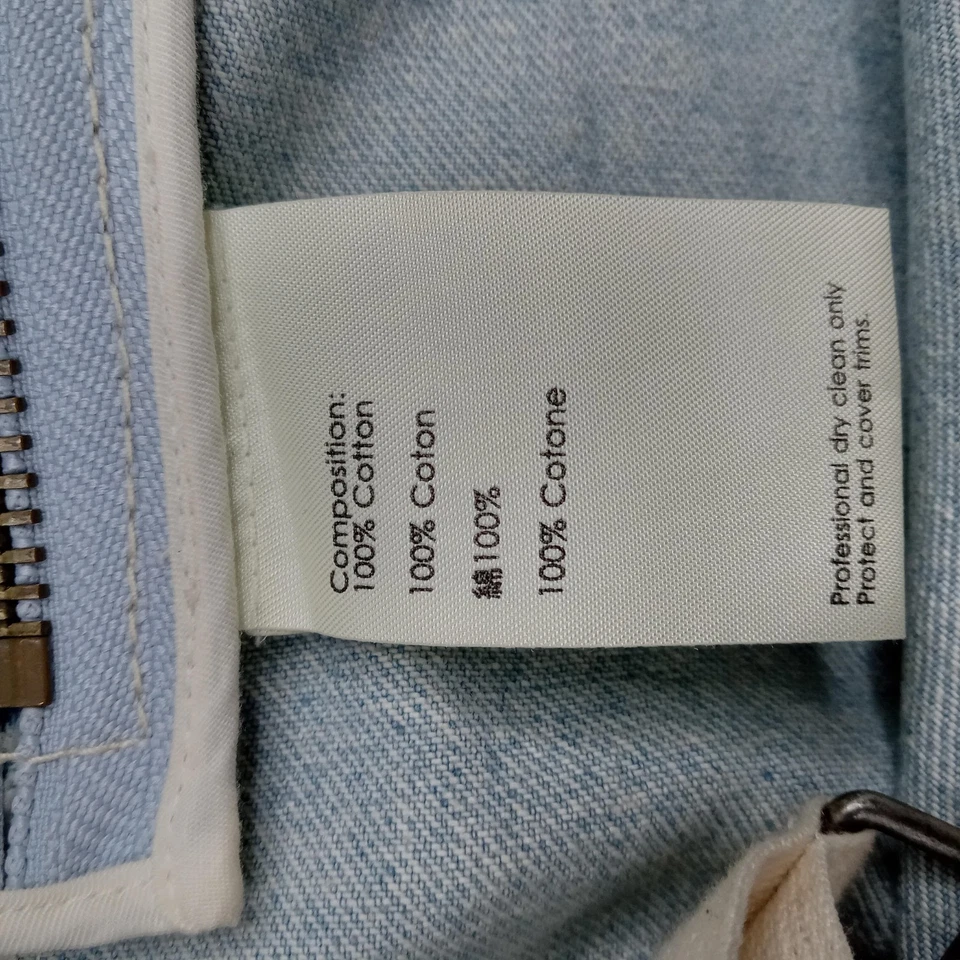 Composition:
100% Cotton
100% Coton
綿100%
100% Cotone
Professional dry clean only
Protect and cover trims.